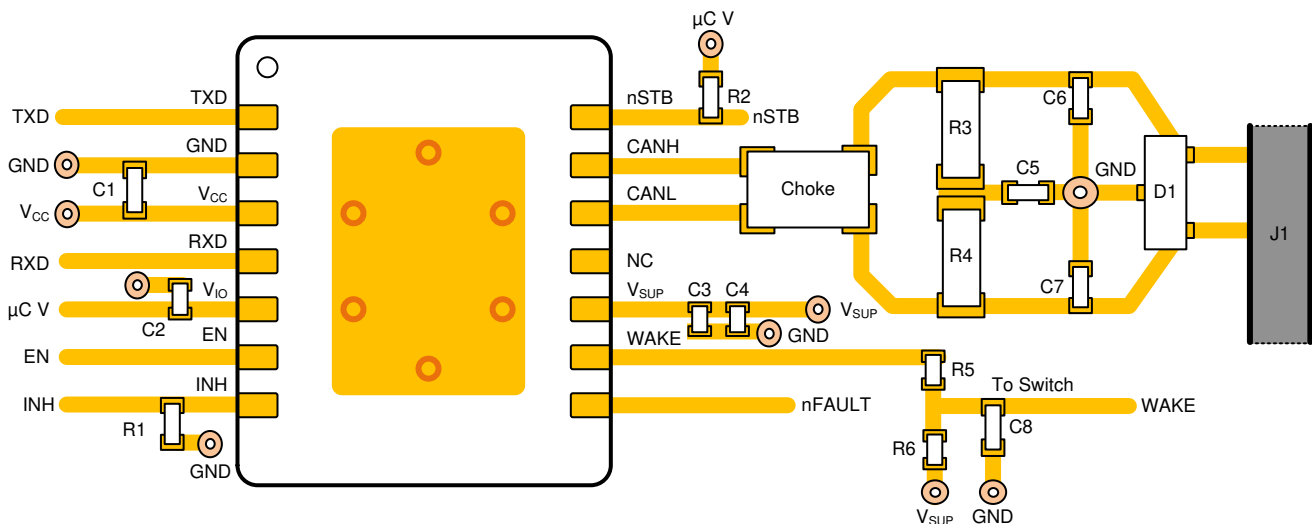 µC V
TXD
TXD
nSTB
R2
nSTB
C6
R3
GND
GND
C1
CANH
Choke
C5
GND
D1
J1
VCC
VCC
CANL
RXD
RXD
NC
R4
C7
VIO
µC V
C2
VSUP
C3
C4
VSUP
GND
EN
EN
WAKE
R5
To Switch
INH
INH
nFAULT
WAKE
R1
GND
R6
C8
VSUP
GND